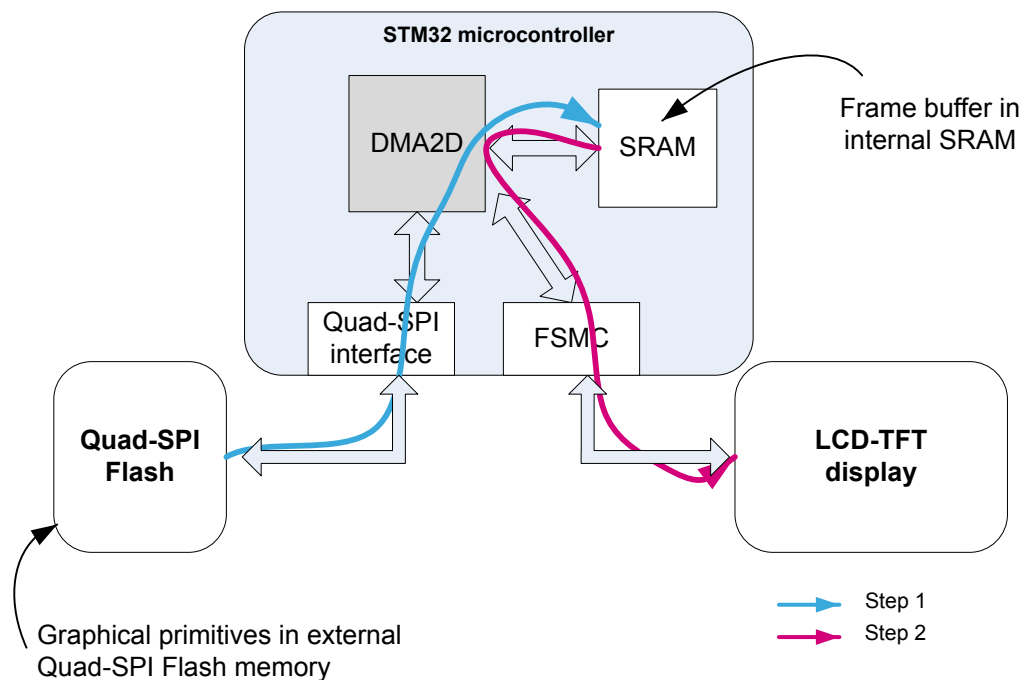 STM32 microcontroller
DMA2D
SRAM
Frame buffer in
internal SRAM
Quad-SPI
interface
FSMC
Quad-SPI
Flash
LCD-TFT
display
Step 1
Step 2
Graphical primitives in external
Quad-SPI Flash memory